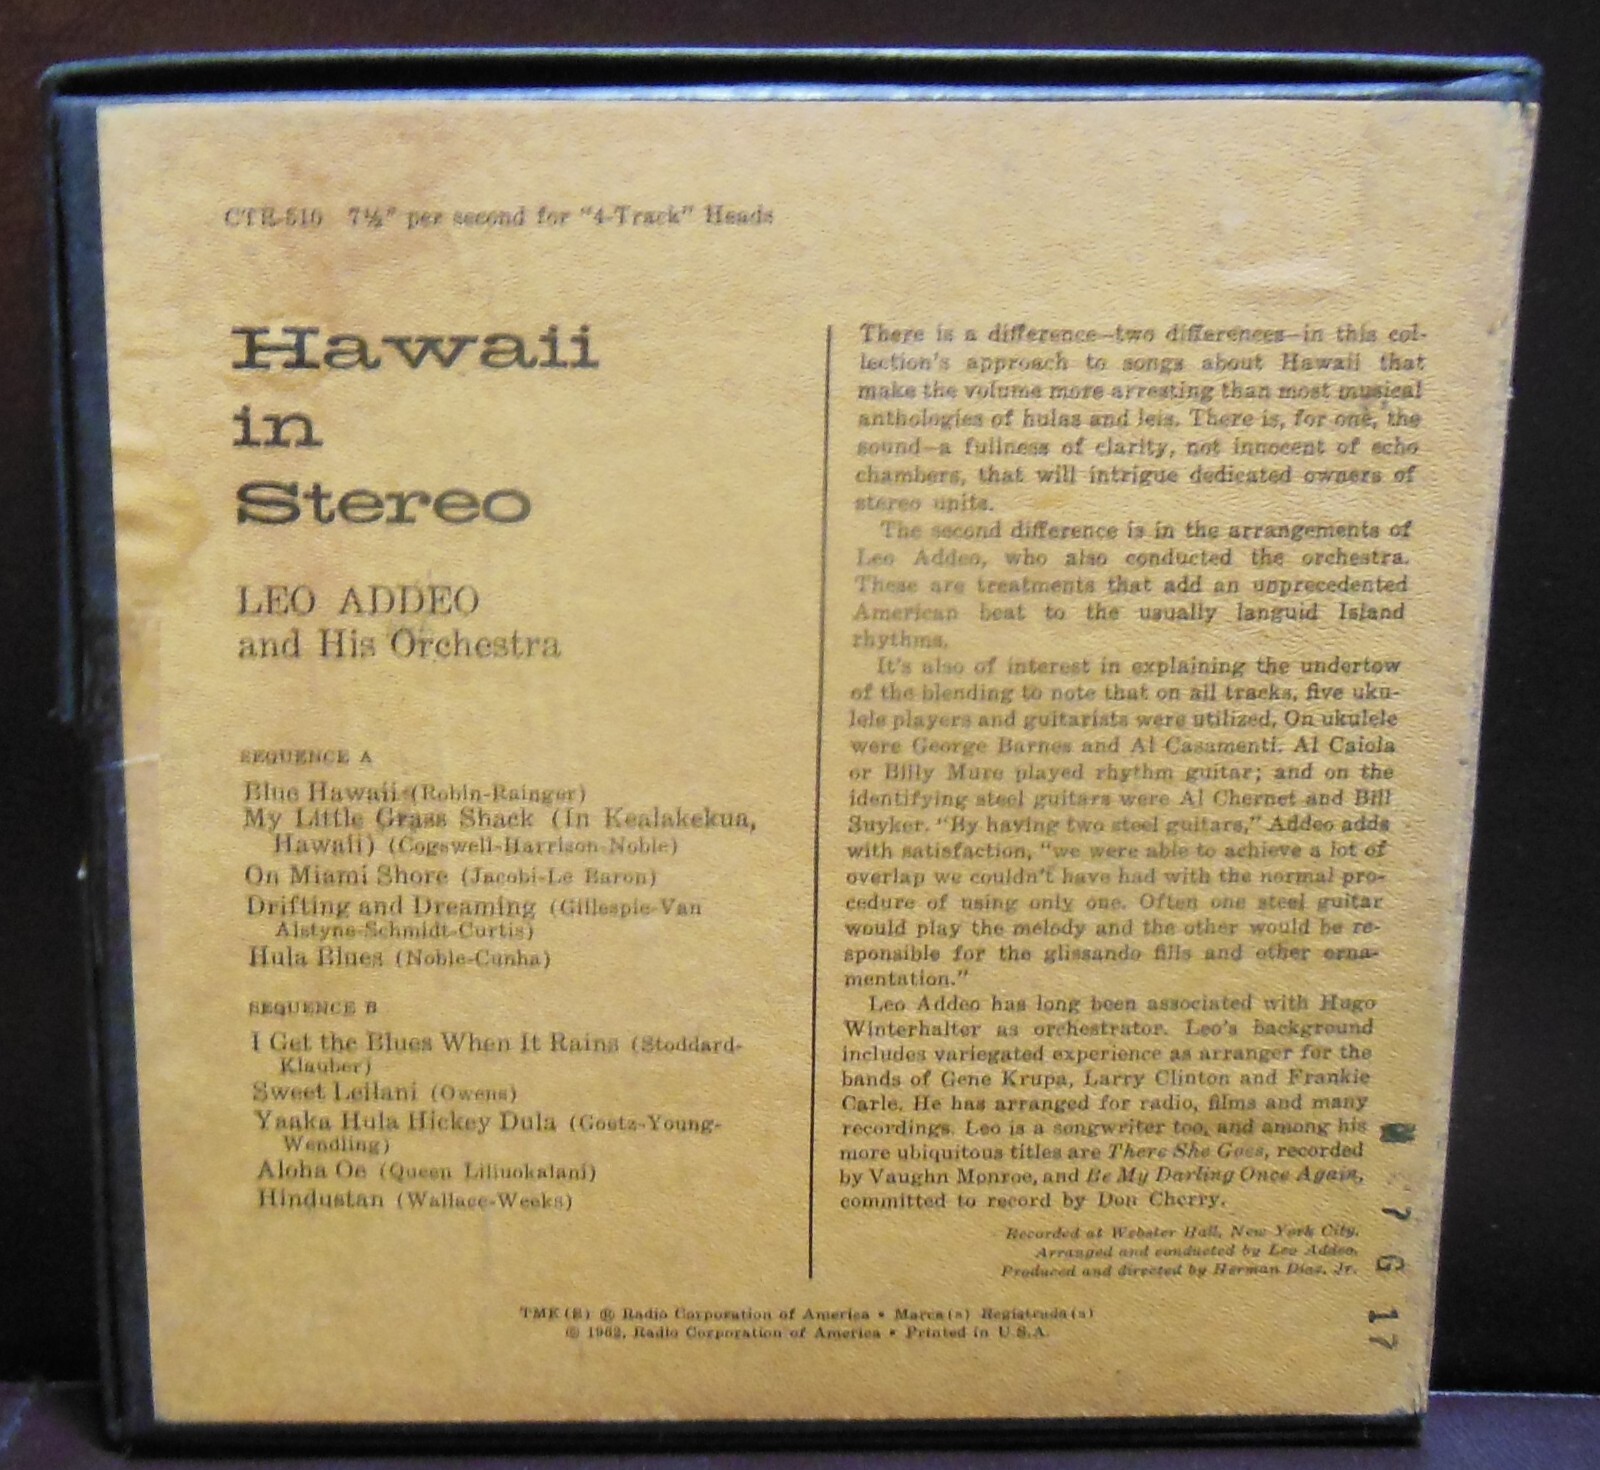 CTR-510 7½" per second for "4-Track" Heads
Hawaii
in
Stereo
LEO ADDEO
and His Orchestra
SEQUENCE A
Blue Hawaii (Robin-Rainger)
My Little Grass Shack (In Kealakekua,
Hawaii) (Cogswell-Harrison-Noble)
On Miami Shore (Jacobi-Le Baron)
Drifting and Dreaming (Gillespie-Van
Alstyne-Schmidt-Curtis)
Hula Blues (Noble-Cunha)
SEQUENCE B
I Get the Blues When It Rains (Stoddard-
Klauber)
Sweet Leilani (Owens)
Yaaka Hula Hickey Dula (Goetz-Young-
Wendling)
Aloha Oe (Queen Liliuokalani)
Hindustan (Wallace-Weeks)
There is a difference—two differences—in this col-
lection's approach to songs about Hawaii that
make the volume more arresting than most musical
anthologies of hulas and leis. There is, for one, the
sound—a fullness of clarity, not innocent of echo
chambers, that will intrigue dedicated owners of
stereo units.
The second difference is in the arrangements of
Leo Addeo, who also conducted the orchestra.
These are treatments that add an unprecedented
American beat to the usually languid Island
rhythms.
It's also of interest in explaining the undertow
of the blending to note that on all tracks, five uku-
lele players and guitarists were utilized. On ukulele
were George Barnes and Al Casamenti. Al Caiola
or Billy Mure played rhythm guitar; and on the
identifying steel guitars were Al Chernet and Bill
Suyker. "By having two steel guitars," Addeo adds
with satisfaction, "we were able to achieve a lot of
overlap we couldn't have had with the normal pro-
cedure of using only one. Often one steel guitar
would play the melody and the other would be re-
sponsible for the glissando fills and other orna-
mentation."
Leo Addeo has long been associated with Hugo
Winterhalter as orchestrator. Leo's background
includes variegated experience as arranger for the
bands of Gene Krupa, Larry Clinton and Frankie
Carle. He has arranged for radio, films and many
recordings. Leo is a songwriter too, and among his
more ubiquitous titles are There She Goes, recorded
by Vaughn Monroe, and Be My Darling Once Again,
committed to record by Don Cherry.
Recorded at Webster Hall, New York City.
Arranged and conducted by Leo Addeo.
Produced and directed by Herman Diaz, Jr.
TMK(S) ® Radio Corporation of America • Marca(s) Registrada(s)
© 1962, Radio Corporation of America • Printed in U.S.A.
7 G 17